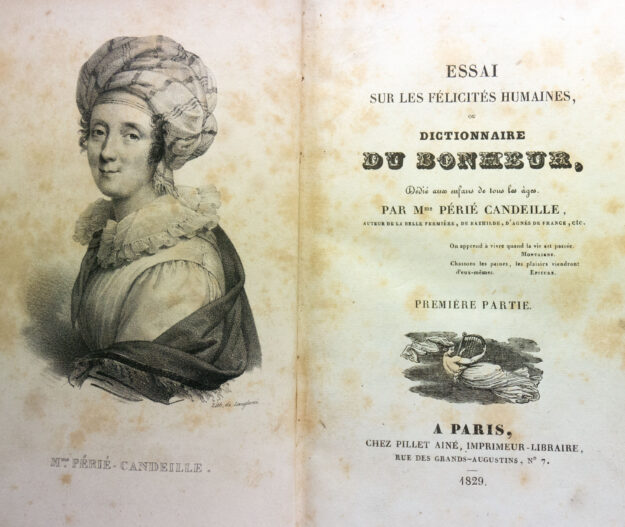 Lith. de Langlumé
Mme PÉRIÉ-CANDEILLE.
ESSAI
SUR LES FÉLICITÉS HUMAINES,
OU
DICTIONNAIRE
DU BONHEUR,
Dédié aux enfans de tous les âges.
PAR Mme PÉRIÉ CANDEILLE,
AUTEUR DE LA BELLE FERMIÈRE, DE BATHILDE, D'AGNÈS DE FRANCE, etc.
On apprend à vivre quand la vie est passée.
MONTAIGNE.
Chassons les peines, les plaisirs viendront
d'eux-mêmes. EPICURE.
PREMIÈRE PARTIE.
A PARIS,
CHEZ PILLET AINÉ, IMPRIMEUR-LIBRAIRE,
RUE DES GRANDS-AUGUSTINS, N° 7.
1829.